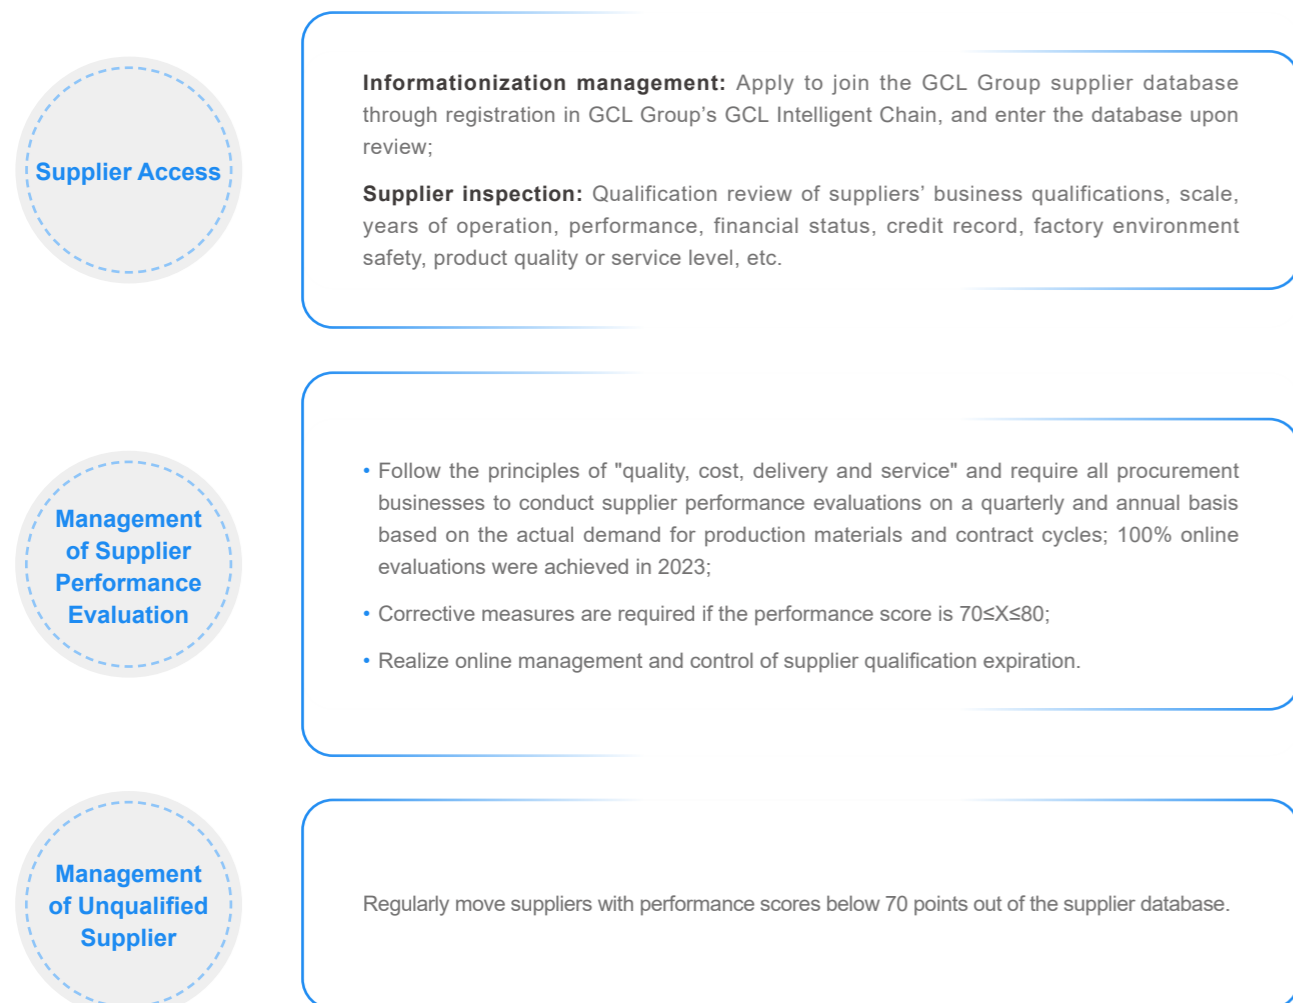 Supplier Access
Informationization management: Apply to join the GCL Group supplier database
through registration in GCL Group’s GCL Intelligent Chain, and enter the database upon
review;
Supplier inspection: Qualification review of suppliers’ business qualifications, scale,
years of operation, performance, financial status, credit record, factory environment
safety, product quality or service level, etc.
Management
of Supplier
Performance
Evaluation
• Follow the principles of "quality, cost, delivery and service" and require all procurement
businesses to conduct supplier performance evaluations on a quarterly and annual basis
based on the actual demand for production materials and contract cycles; 100% online
evaluations were achieved in 2023;
• Corrective measures are required if the performance score is 70≤X≤80;
• Realize online management and control of supplier qualification expiration.
Management
of Unqualified
Supplier
Regularly move suppliers with performance scores below 70 points out of the supplier database.